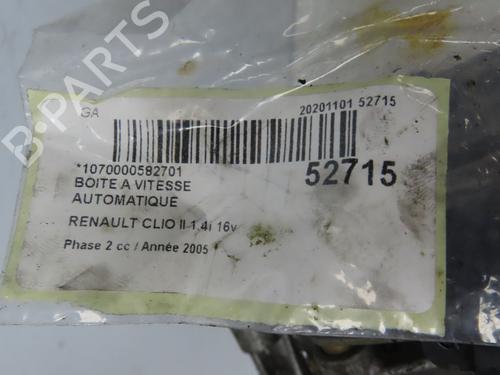 GA
20201101 52715
*1070000582701
52715
BOITE A VITESSE
AUTOMATIQUE
RENAULT CLIO II 1.4i 16v
Phase 2 cc / Année 2005
B-PARTS